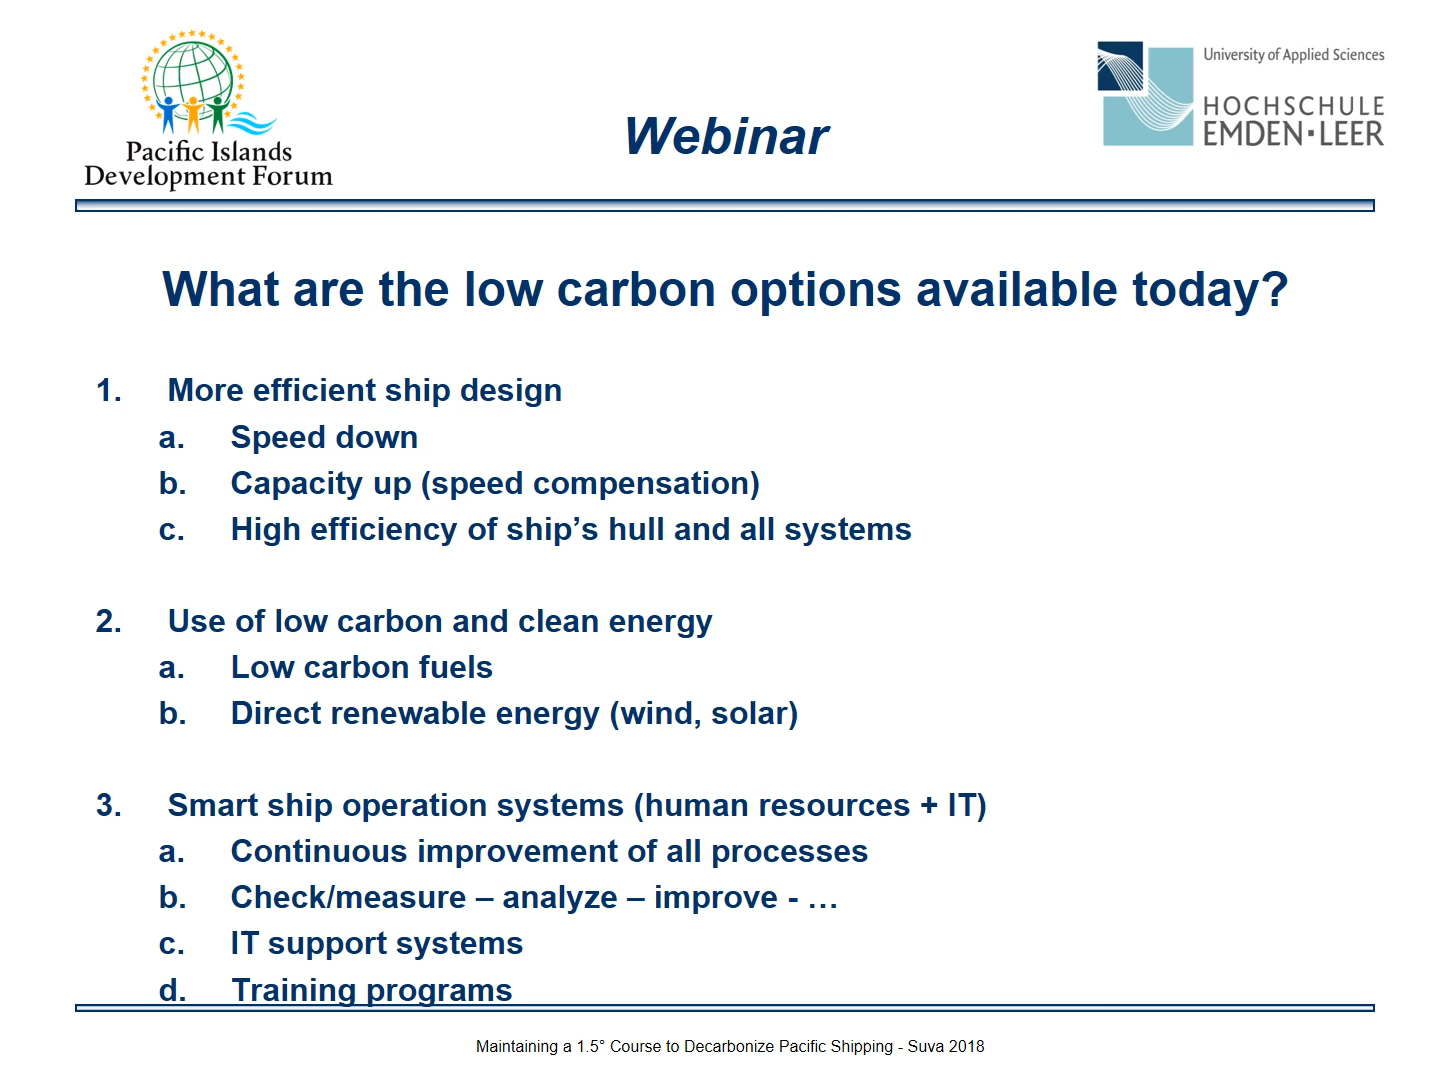 Pacific Islands
Development Forum
Webinar
University of Applied Sciences
HOCHSCHULE
EMDEN·LEER
What are the low carbon options available today?
1. More efficient ship design
a. Speed down
b. Capacity up (speed compensation)
c. High efficiency of ship’s hull and all systems
2. Use of low carbon and clean energy
a. Low carbon fuels
b. Direct renewable energy (wind, solar)
3. Smart ship operation systems (human resources + IT)
a. Continuous improvement of all processes
b. Check/measure – analyze – improve - …
c. IT support systems
d. Training programs
Maintaining a 1.5° Course to Decarbonize Pacific Shipping - Suva 2018